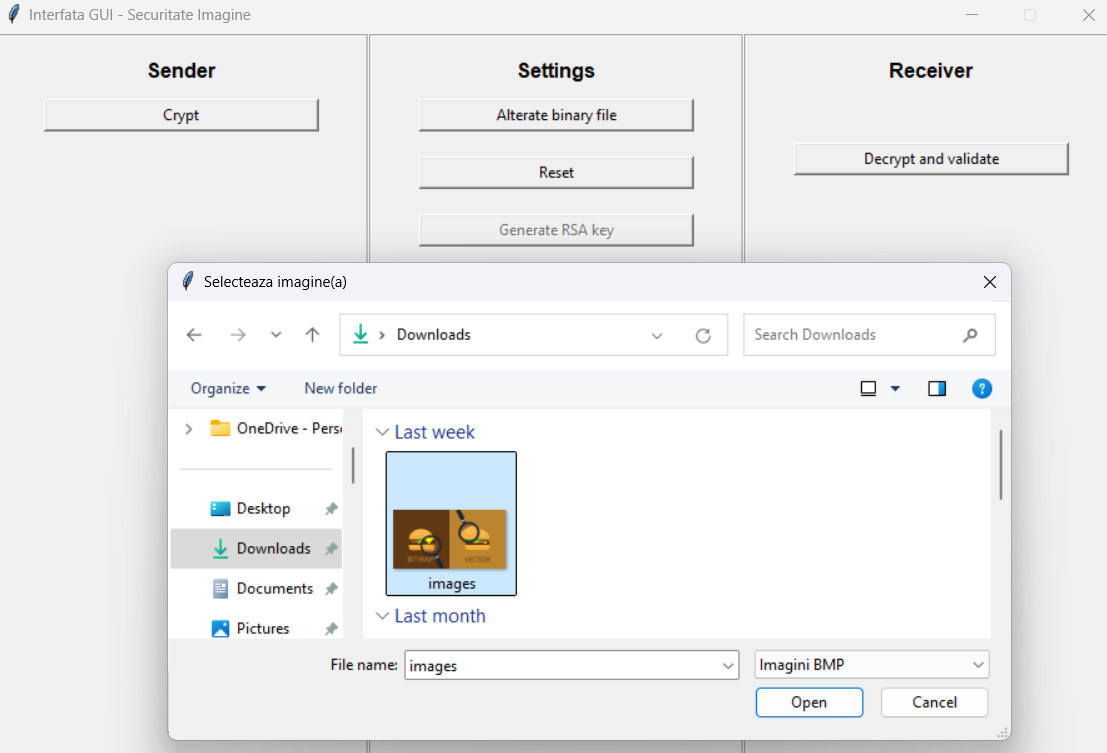 Interfata GUI - Securitate Imagine
Sender
Settings
Receiver
Crypt
Alterate binary file
Decrypt and validate
Reset
Generate RSA key
Selecteaza imagine(a)
Downloads
Search Downloads
Organize
New folder
OneDrive - Pers
Desktop
Downloads
Documents
Pictures
Last week
BITMAP
VECTOR
images
Last month
File name:
images
Imagini BMP
Open
Cancel